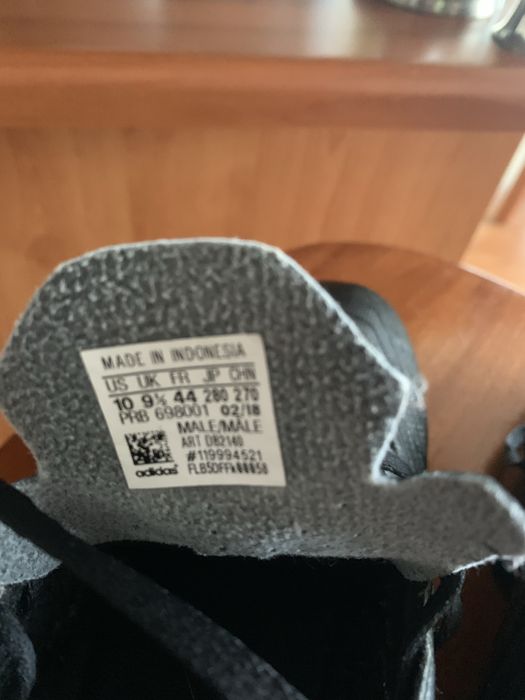 MADE IN INDONESIA
US UK FR JP CHN
10 9½ 44 280 270
PRB 698001 02/18
MALE/MALE
ART DB2140
#119994521
adidas FLB5DFFk00058